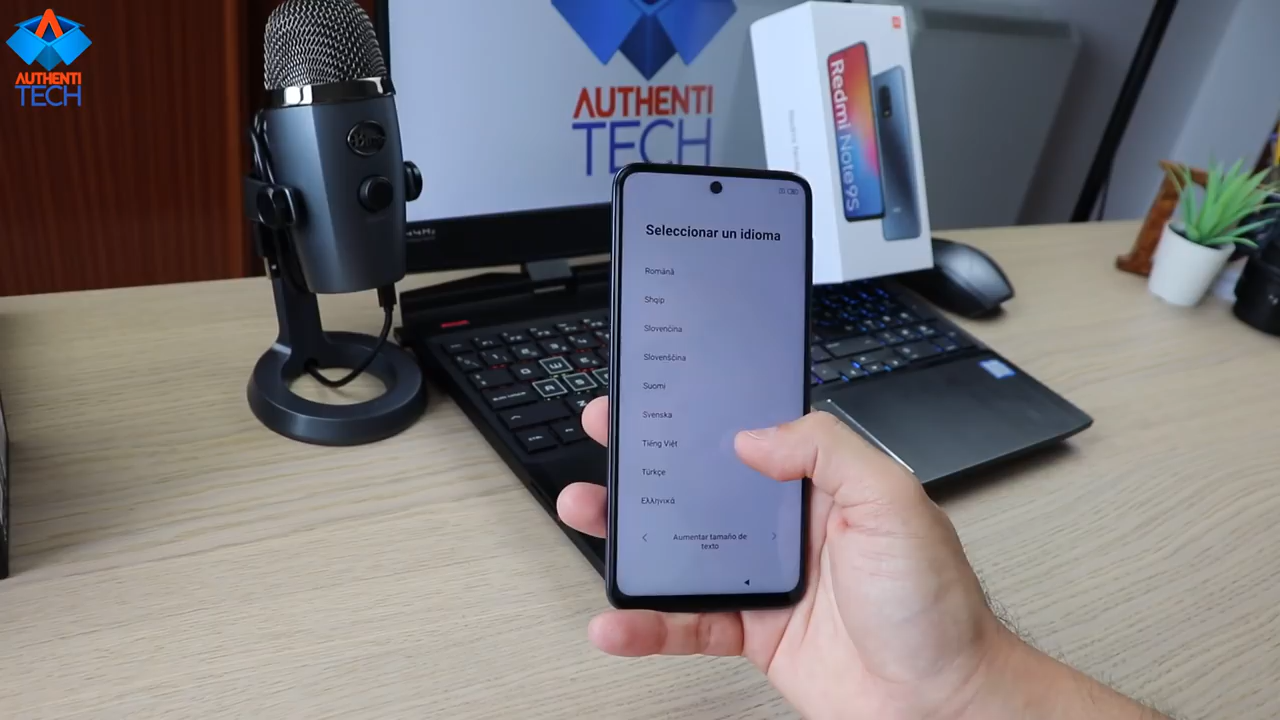 AUTHENTI
TECH
AUTHENTI
TECH
Redmi Note 9S
Seleccionar un idioma
Română
Shqip
Slovenčina
Slovenščina
Suomi
Svenska
Tiếng Việt
Türkçe
Ελληνικά
Aumentar tamaño de
texto